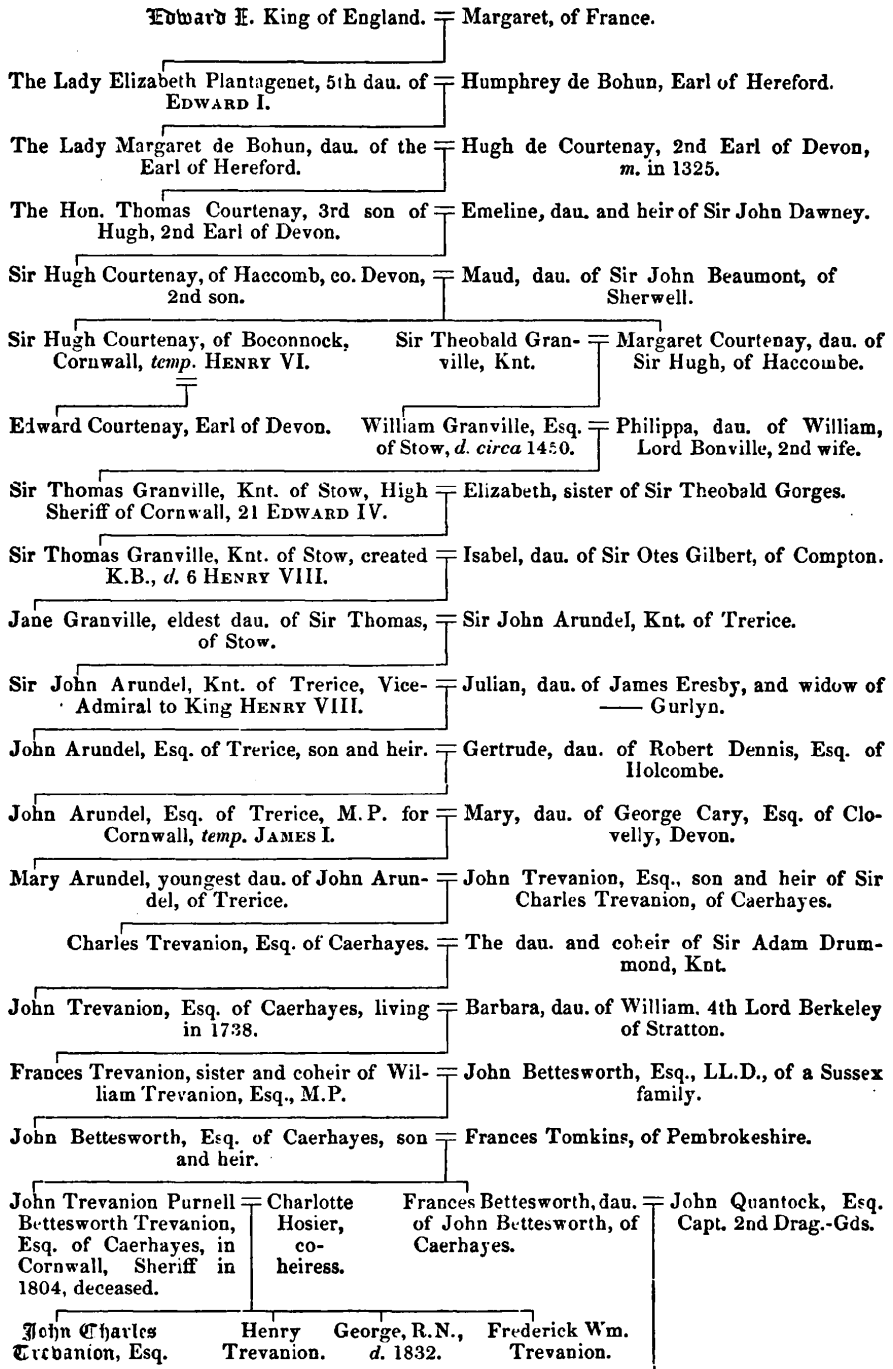 Edward I. King of England. = Margaret, of France.
The Lady Elizabeth Plantagenet, 5th dau. of = Humphrey de Bohun, Earl of Hereford.
EDWARD I.
The Lady Margaret de Bohun, dau. of the = Hugh de Courtenay, 2nd Earl of Devon,
Earl of Hereford. m. in 1325.
The Hon. Thomas Courtenay, 3rd son of = Emeline, dau. and heir of Sir John Dawney.
Hugh, 2nd Earl of Devon.
Sir Hugh Courtenay, of Haccomb, co. Devon, = Maud, dau. of Sir John Beaumont, of
2nd son. Sherwell.
Sir Hugh Courtenay, of Boconnock, Sir Theobald Gran- = Margaret Courtenay, dau. of
Cornwall, temp. HENRY VI. ville, Knt. Sir Hugh, of Haccombe.
Edward Courtenay, Earl of Devon. William Granville, Esq. = Philippa, dau. of William,
of Stow, d. circa Lord Bonville, 2nd wife.
Sir Thomas Granville, Knt. of Stow, High = Elizabeth, sister of Sir Theobald Gorges.
Sheriff of Cornwall, 21 EDWARD IV.
Sir Thomas Granville, Knt. of Stow, created = Isabel, dau. of Sir Otes Gilbert, of Compton.
K.B., d. 6 HENRY VIII.
Jane Granville, eldest dau. of Sir Thomas, = Sir John Arundel, Knt. of Trerice.
of Stow.
Sir John Arundel, Knt. of Trerice, Vice- = Julian, dau. of James Eresby, and widow of
Admiral to King HENRY VIII. —— Gurlyn.
John Arundel, Esq. of Trerice, son and heir. = Gertrude, dau. of Robert Dennis, Esq. of
Holcombe.
John Arundel, Esq. of Trerice, M.P. for = Mary, dau. of George Cary, Esq. of Clo-
Cornwall, temp. JAMES I. velly, Devon.
Mary Arundel, youngest dau. of John Arun- = John Trevanion, Esq., son and heir of Sir
del, of Trerice. Charles Trevanion, of Caerhayes.
Charles Trevanion, Esq. of Caerhayes. = The dau. and coheir of Sir Adam Drum-
mond, Knt.
John Trevanion, Esq. of Caerhayes, living = Barbara, dau. of William, 4th Lord Berkeley
in 1738. of Stratton.
Frances Trevanion, sister and coheir of Wil- = John Bettesworth, Esq., LL.D., of a Sussex
liam Trevanion, Esq., M.P. family.
John Bettesworth, Esq. of Caerhayes, son = Frances Tomkins, of Pembrokeshire.
and heir.
John Trevanion Purnell = Charlotte Frances Bettesworth, dau. = John Quantock, Esq.
Bettesworth Trevanion, Hosier, of John Bettesworth, of Capt. 2nd Drag.-Gds.
Esq. of Caerhayes, in co- Caerhayes.
Cornwall, Sheriff in heiress.
1804, deceased.
John Charles Henry George, R.N., Frederick Wm.
Trevanion, Esq. Trevanion. d. 1832. Trevanion.